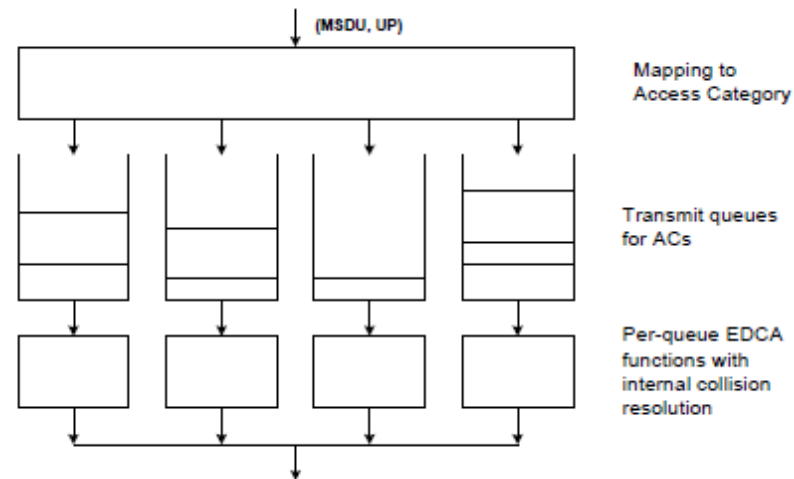 (MSDU, UP)
Mapping to
Access Category
Transmit queues
for ACs
Per-queue EDCA
functions with
internal collision
resolution